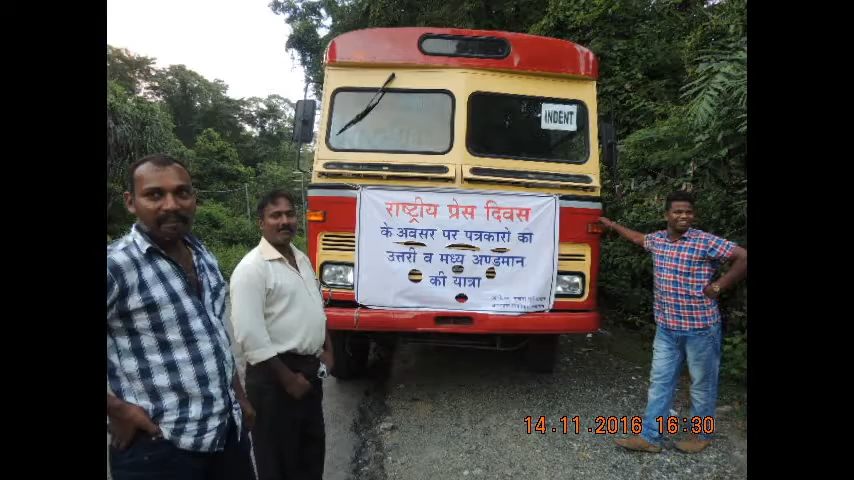 INDENT
राष्ट्रीय प्रेस दिवस
के अवसर पर पत्रकारो का
उत्तरी व मध्य अण्डमान
की यात्रा
14.11.2016 16:30